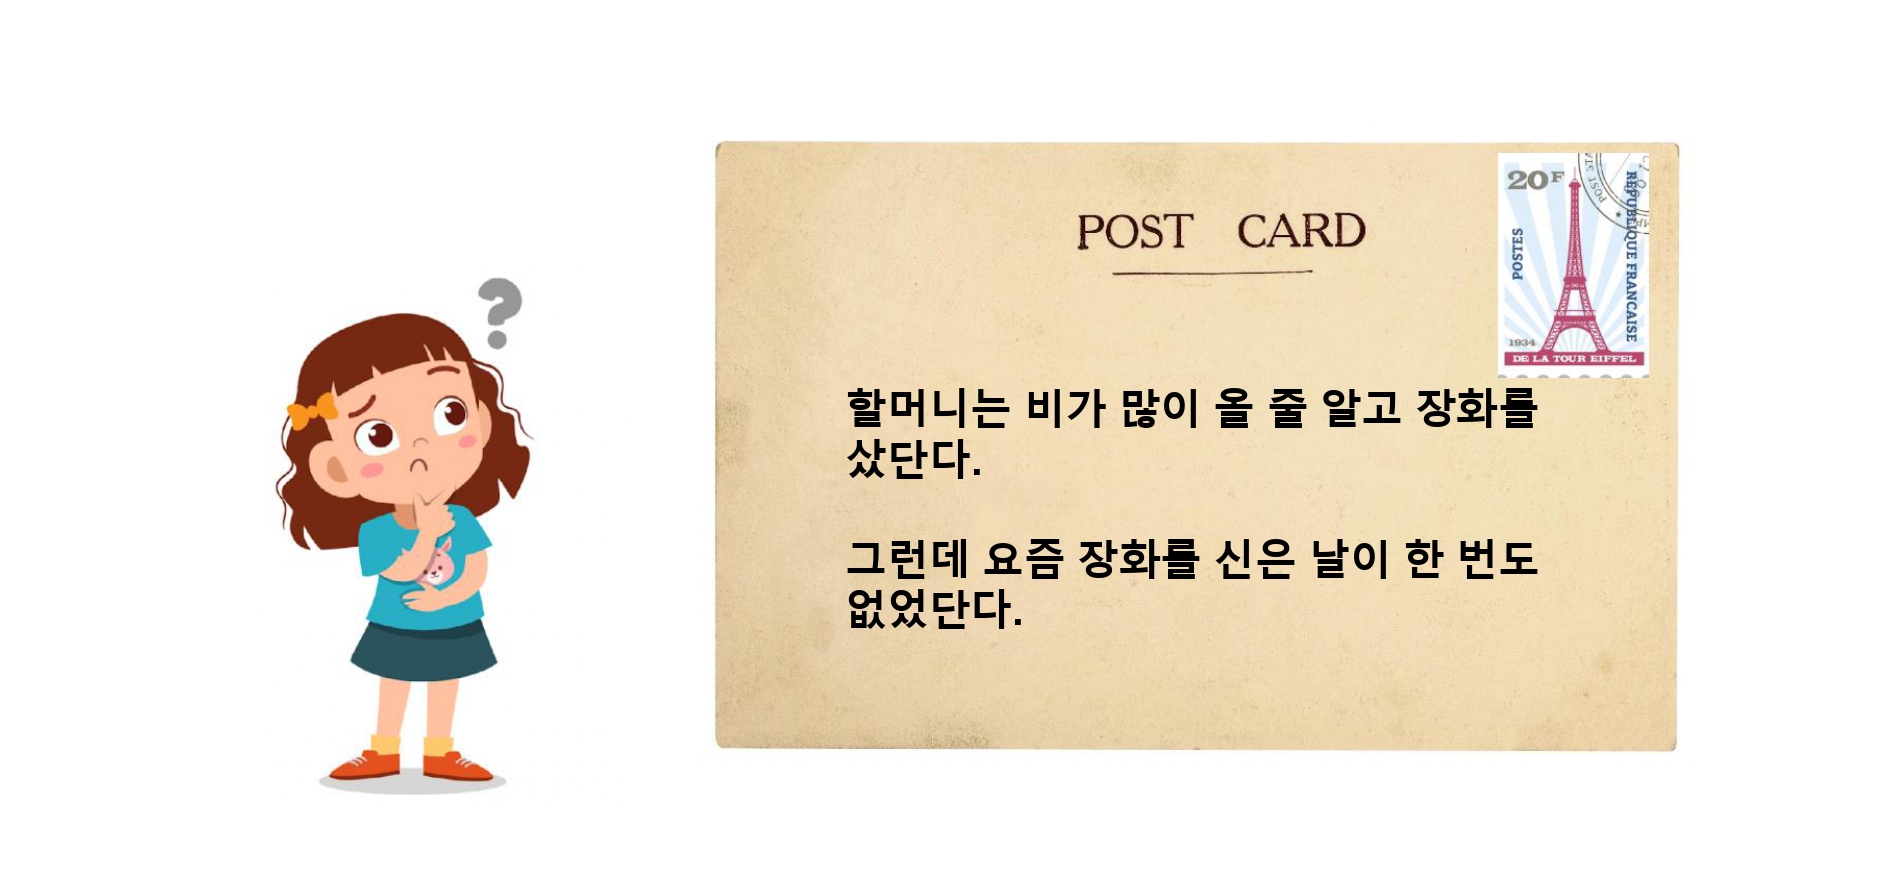 POST CARD
20F
POSTES
REPUBLIQUE FRANCAISE
1934
DE LA TOUR EIFFEL
할머니는 비가 많이 올 줄 알고 장화를
샀단다.
그런데 요즘 장화를 신은 날이 한 번도
없었단다.